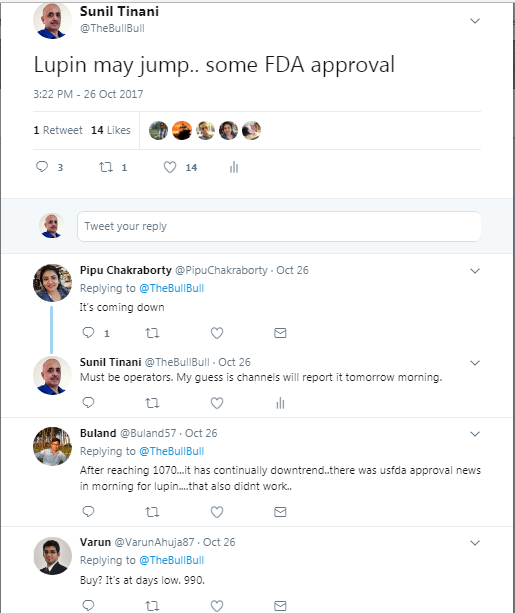 Sunil Tinani
@TheBullBull
Lupin may jump.. some FDA approval
3:22 PM - 26 Oct 2017
1 Retweet 14 Likes
3 1 14
Tweet your reply
Pipu Chakraborty @PipuChakraborty · Oct 26
Replying to @TheBullBull
It's coming down
1
Sunil Tinani @TheBullBull · Oct 26
Must be operators. My guess is channels will report it tomorrow morning.
Buland @Buland57 · Oct 26
Replying to @TheBullBull
After reaching 1070...it has continually downtrend..there was usfda approval news
in morning for lupin....that also didnt work..
Varun @VarunAhuja87 · Oct 26
Replying to @TheBullBull
Buy? It's at days low. 990.